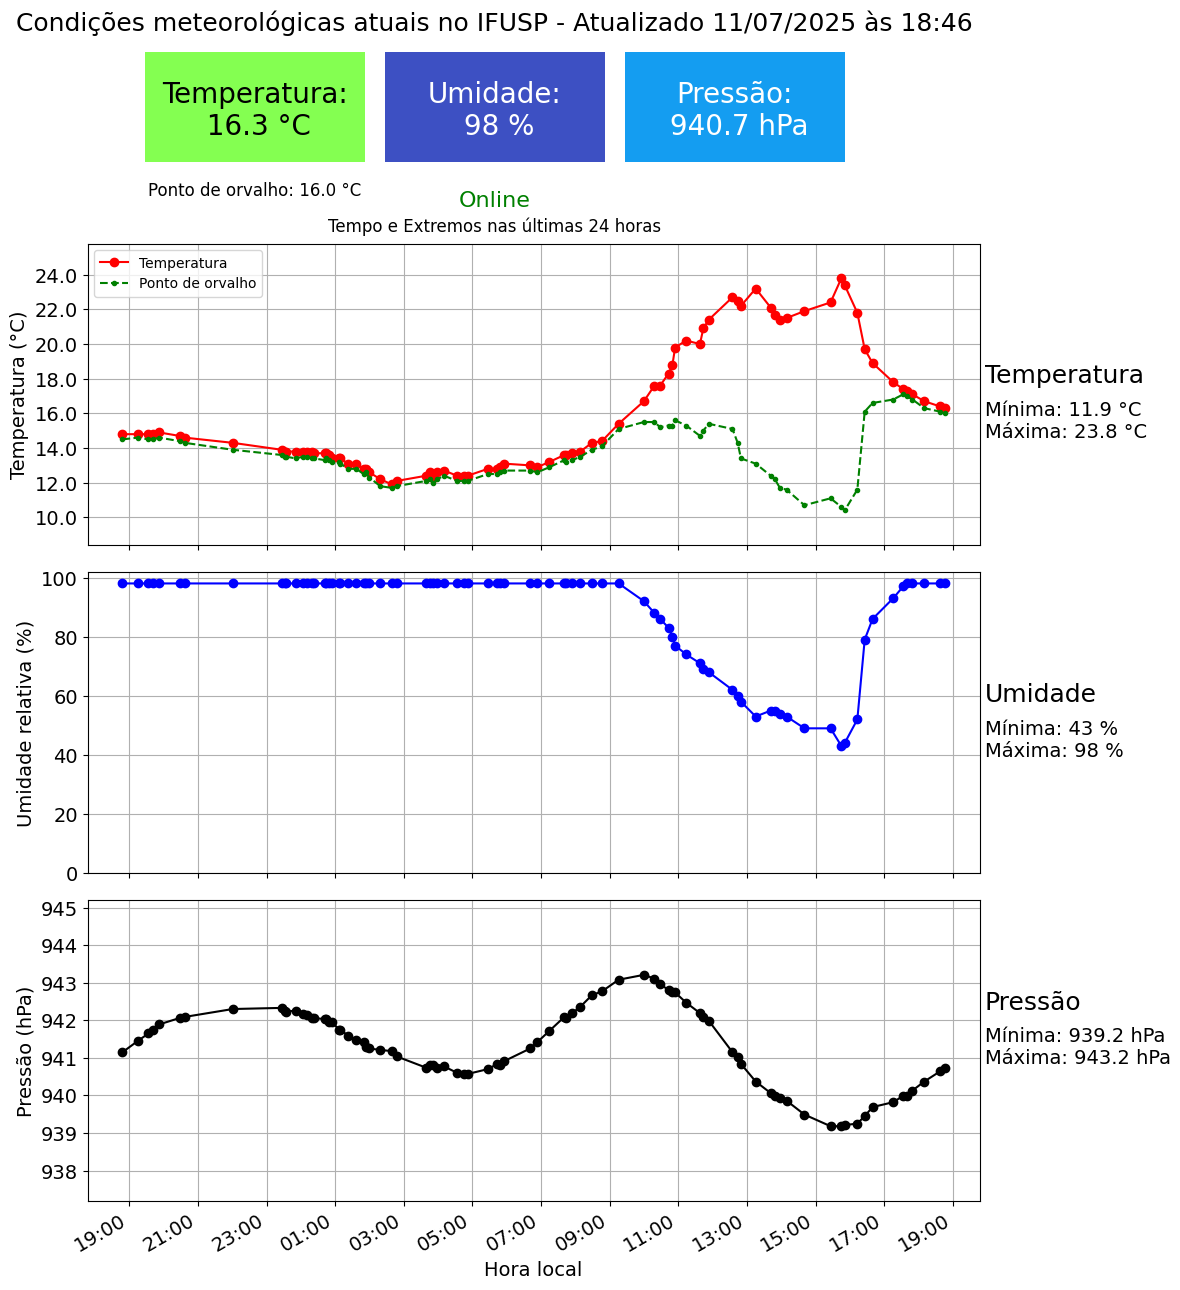 Condições meteorológicas atuais no IFUSP - Atualizado 11/07/2025 às 18:46
Temperatura:
16.3 °C
Umidade:
98 %
Pressão:
940.7 hPa
Ponto de orvalho: 16.0 °C
Online
Tempo e Extremos nas últimas 24 horas
Temperatura
Ponto de orvalho
Temperatura (°C)
24.0
22.0
20.0
18.0
16.0
14.0
12.0
10.0
Temperatura
Mínima: 11.9 °C
Máxima: 23.8 °C
Umidade relativa (%)
100
80
60
40
20
0
Umidade
Mínima: 43 %
Máxima: 98 %
Pressão (hPa)
945
944
943
942
941
940
939
938
Pressão
Mínima: 939.2 hPa
Máxima: 943.2 hPa
19:00
21:00
23:00
01:00
03:00
05:00
07:00
09:00
11:00
13:00
15:00
17:00
19:00
Hora local